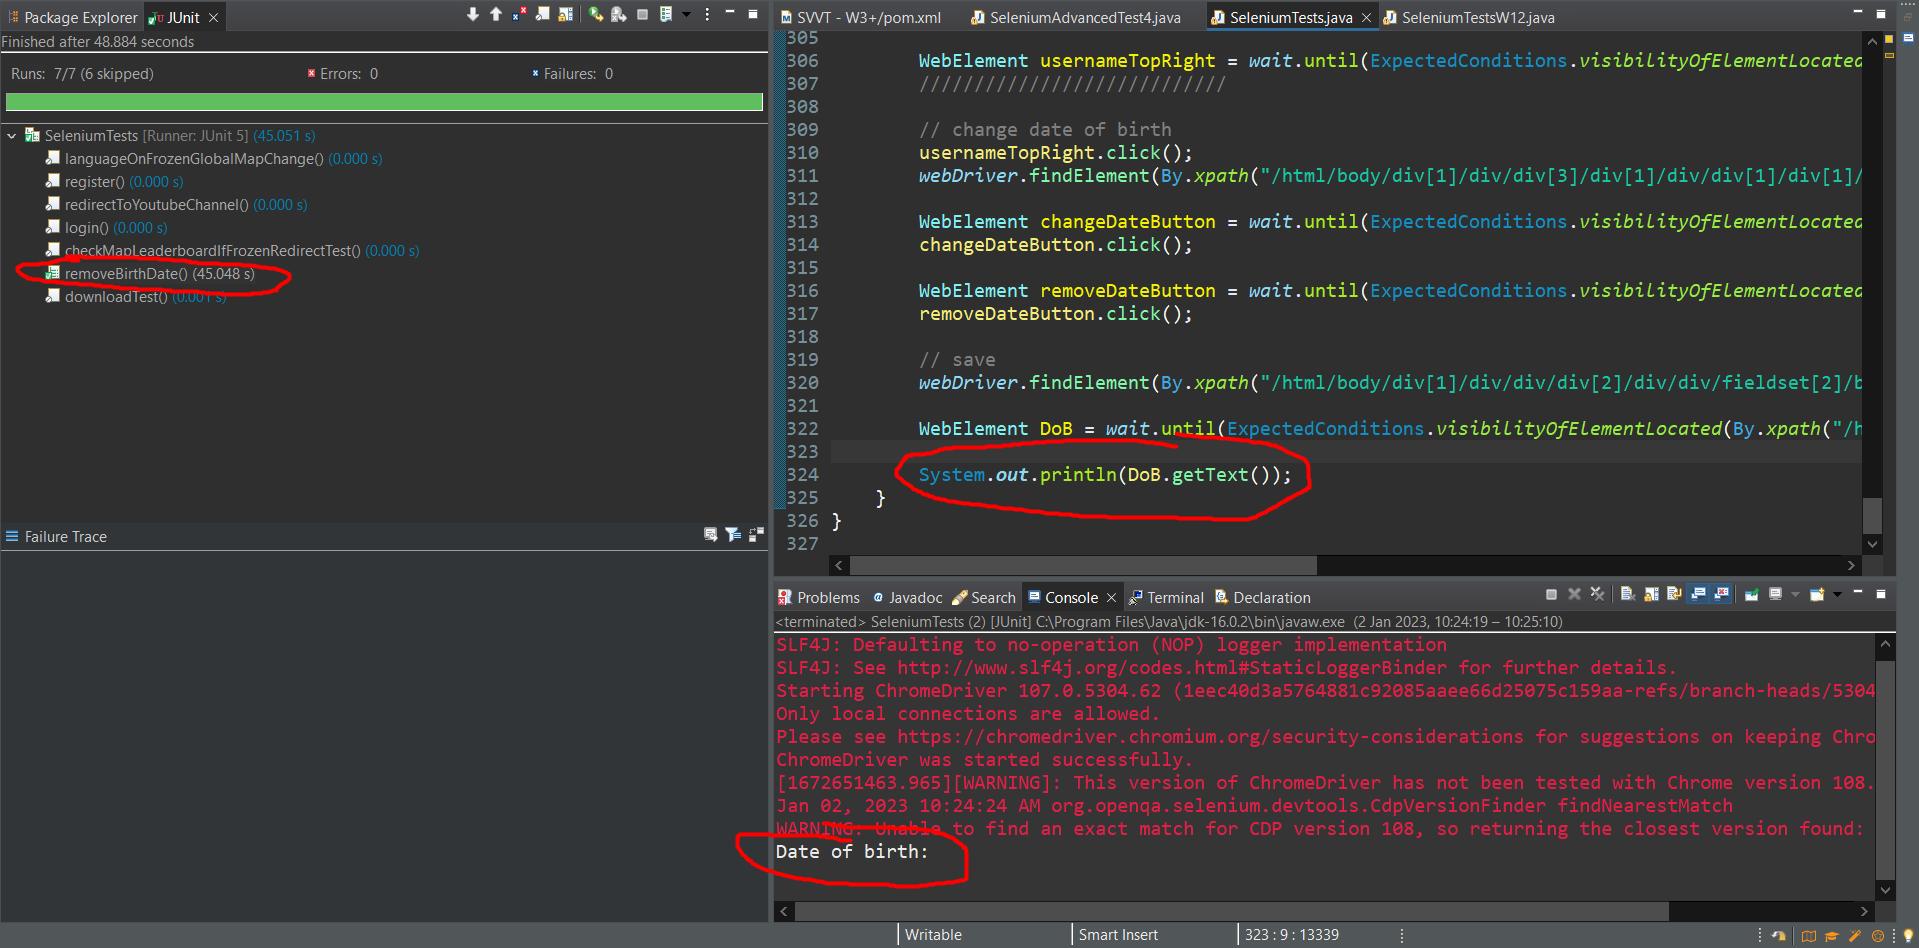 Package Explorer
JUnit
Finished after 48.884 seconds
Runs: 7/7 (6 skipped)
Errors: 0
Failures: 0
SeleniumTests [Runner: JUnit 5] (45.051 s)
languageOnFrozenGlobalMapChange() (0.000 s)
register() (0.000 s)
redirectToYoutubeChannel() (0.000 s)
login() (0.000 s)
checkMapLeaderboardIfFrozenRedirectTest() (0.000 s)
removeBirthDate() (45.048 s)
downloadTest() (0.001 s)
Failure Trace
SVVT - W3+/pom.xml
SeleniumAdvancedTest4.java
SeleniumTests.java
SeleniumTestsW12.java
305
306 WebElement usernameTopRight = wait.until(ExpectedConditions.visibilityOfElementLocated
307 ////////////////////////////
308
309 // change date of birth
310 usernameTopRight.click();
311 webDriver.findElement(By.xpath("/html/body/div[1]/div/div[3]/div[1]/div/div[1]/div[1]/
312
313 WebElement changeDateButton = wait.until(ExpectedConditions.visibilityOfElementLocated
314 changeDateButton.click();
315
316 WebElement removeDateButton = wait.until(ExpectedConditions.visibilityOfElementLocated
317 removeDateButton.click();
318
319 // save
320 webDriver.findElement(By.xpath("/html/body/div[1]/div/div/div[2]/div/div/fieldset[2]/b
321
322 WebElement DoB = wait.until(ExpectedConditions.visibilityOfElementLocated(By.xpath("/h
323
324 System.out.println(DoB.getText());
325 }
326 }
327
Problems
Javadoc
Search
Console
Terminal
Declaration
<terminated> SeleniumTests (2) [JUnit] C:\Program Files\Java\jdk-16.0.2\bin\javaw.exe (2 Jan 2023, 10:24:19 – 10:25:10)
SLF4J: Defaulting to no-operation (NOP) logger implementation
SLF4J: See http://www.slf4j.org/codes.html#StaticLoggerBinder for further details.
Starting ChromeDriver 107.0.5304.62 (1eec40d3a5764881c92085aaee66d25075c159aa-refs/branch-heads/5304
Only local connections are allowed.
Please see https://chromedriver.chromium.org/security-considerations for suggestions on keeping Chro
ChromeDriver was started successfully.
[1672651463.965][WARNING]: This version of ChromeDriver has not been tested with Chrome version 108.
Jan 02, 2023 10:24:24 AM org.openqa.selenium.devtools.CdpVersionFinder findNearestMatch
WARNING: Unable to find an exact match for CDP version 108, so returning the closest version found:
Date of birth:
Writable
Smart Insert
323 : 9 : 13339